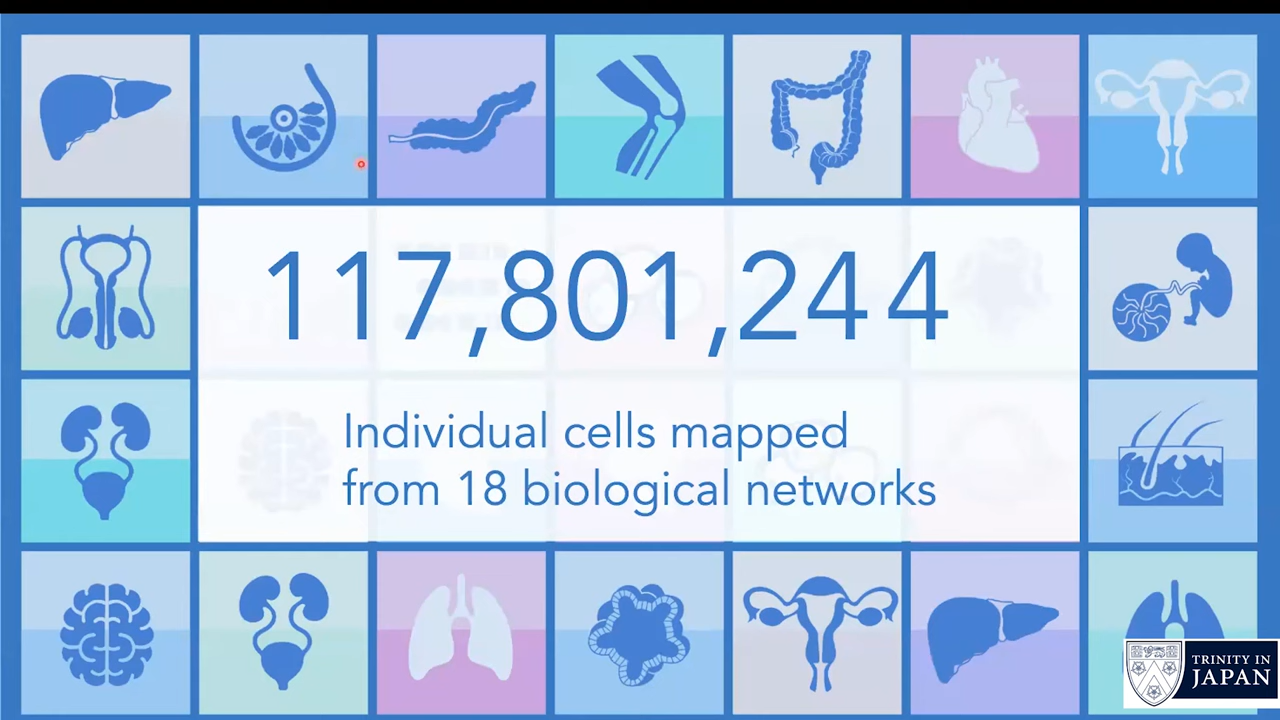 117,801,244
Individual cells mapped
from 18 biological networks
TRINITY IN
JAPAN